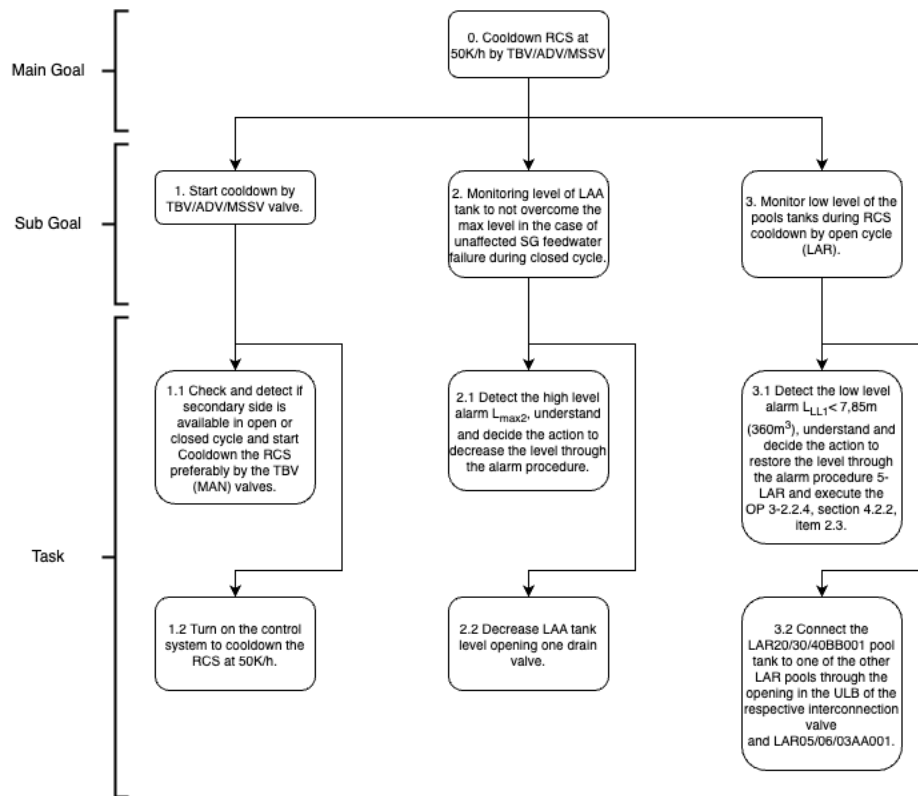 0. Cooldown RCS at
50K/h by TBV/ADV/MSSV
Main Goal
1. Start cooldown by
TBV/ADV/MSSV valve.
2. Monitoring level of LAA
tank to not overcome the
max level in the case of
unaffected SG feedwater
failure during closed cycle.
3. Monitor low level of the
pools tanks during RCS
cooldown by open cycle
(LAR).
Sub Goal
1.1 Check and detect if
secondary side is
available in open or
closed cycle and start
Cooldown the RCS
preferably by the TBV
(MAN) valves.
2.1 Detect the high level
alarm Lmax2, understand
and decide the action to
decrease the level through
the alarm procedure.
3.1 Detect the low level
alarm LLL1< 7,85m
(360m³), understand and
decide the action to
restore the level through
the alarm procedure 5-
LAR and execute the
OP 3-2.2.4, section 4.2.2,
item 2.3.
Task
1.2 Turn on the control
system to cooldown the
RCS at 50K/h.
2.2 Decrease LAA tank
level opening one drain
valve.
3.2 Connect the
LAR20/30/40BB001 pool
tank to one of the other
LAR pools through the
opening in the ULB of the
respective interconnection
valve
and LAR05/06/03AA001.